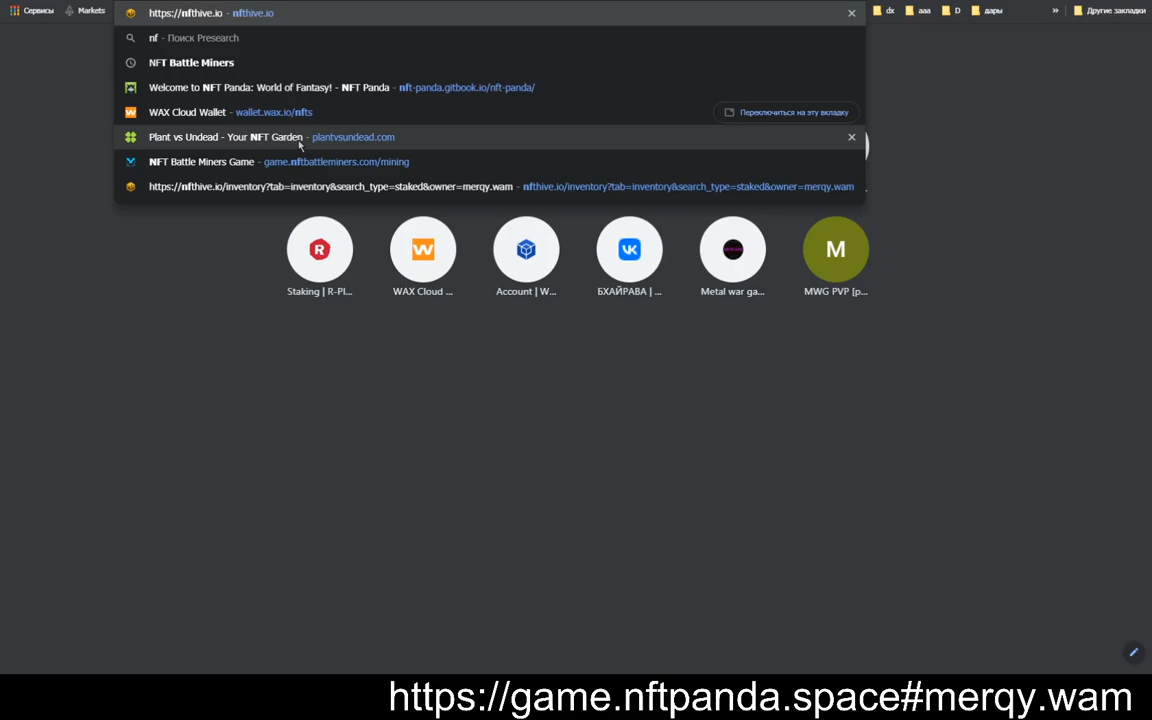 Сервисы Markets https://nfthive.io - nfthive.io dx aaa D дары » Другие закладки
nf - Поиск Presearch
NFT Battle Miners
Welcome to NFT Panda: World of Fantasy! - NFT Panda - nft-panda.gitbook.io/nft-panda/
WAX Cloud Wallet - wallet.wax.io/nfts Переключиться на эту вкладку
Plant vs Undead - Your NFT Garden - plantvsundead.com
NFT Battle Miners Game - game.nftbattleminers.com/mining
https://nfthive.io/inventory?tab=inventory&search_type=staked&owner=merqy.wam - nfthive.io/inventory?tab=inventory&search_type=staked&owner=merqy.wam
R W VK M
Staking | R-Pl... WAX Cloud ... Account | W... БХАЙРАВА | ... Metal war ga... MWG PVP [p...
https://game.nftpanda.space#merqy.wam